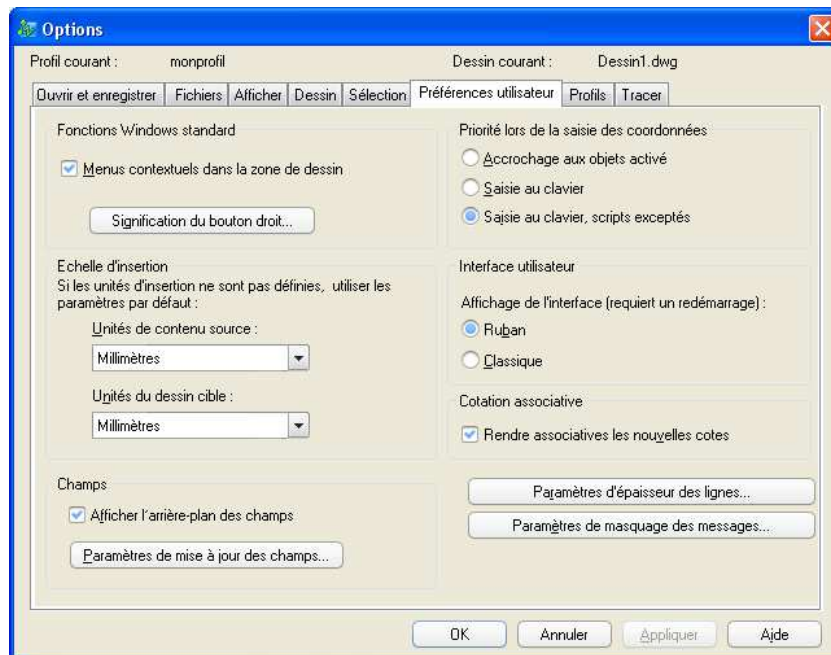 Options
Profil courant : monprofil Dessin courant : Dessin1.dwg
Ouvrir et enregistrer Fichiers Afficher Dessin Sélection Préférences utilisateur Profils Tracer
Fonctions Windows standard
Menus contextuels dans la zone de dessin
Signification du bouton droit...
Echelle d'insertion
Si les unités d'insertion ne sont pas définies, utiliser les
paramètres par défaut :
Unités de contenu source :
Millimètres
Unités du dessin cible :
Millimètres
Champs
Afficher l'arrière-plan des champs
Paramètres de mise à jour des champs...
Priorité lors de la saisie des coordonnées
Accrochage aux objets activé
Saisie au clavier
Saisie au clavier, scripts exceptés
Interface utilisateur
Affichage de l'interface (requiert un redémarrage) :
Ruban
Classique
Cotation associative
Rendre associatives les nouvelles cotes
Paramètres d'épaisseur des lignes...
Paramètres de masquage des messages...
OK Annuler Appliquer Aide